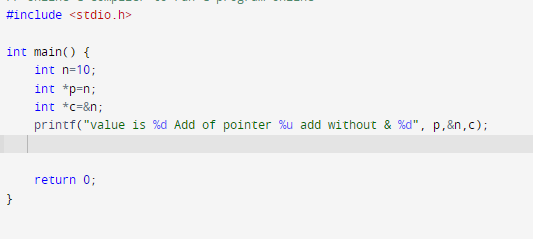 #include <stdio.h>
int main() {
int n=10;
int *p=n;
int *c=&n;
printf("value is %d Add of pointer %u add without & %d", p,&n,c);
return 0;
}